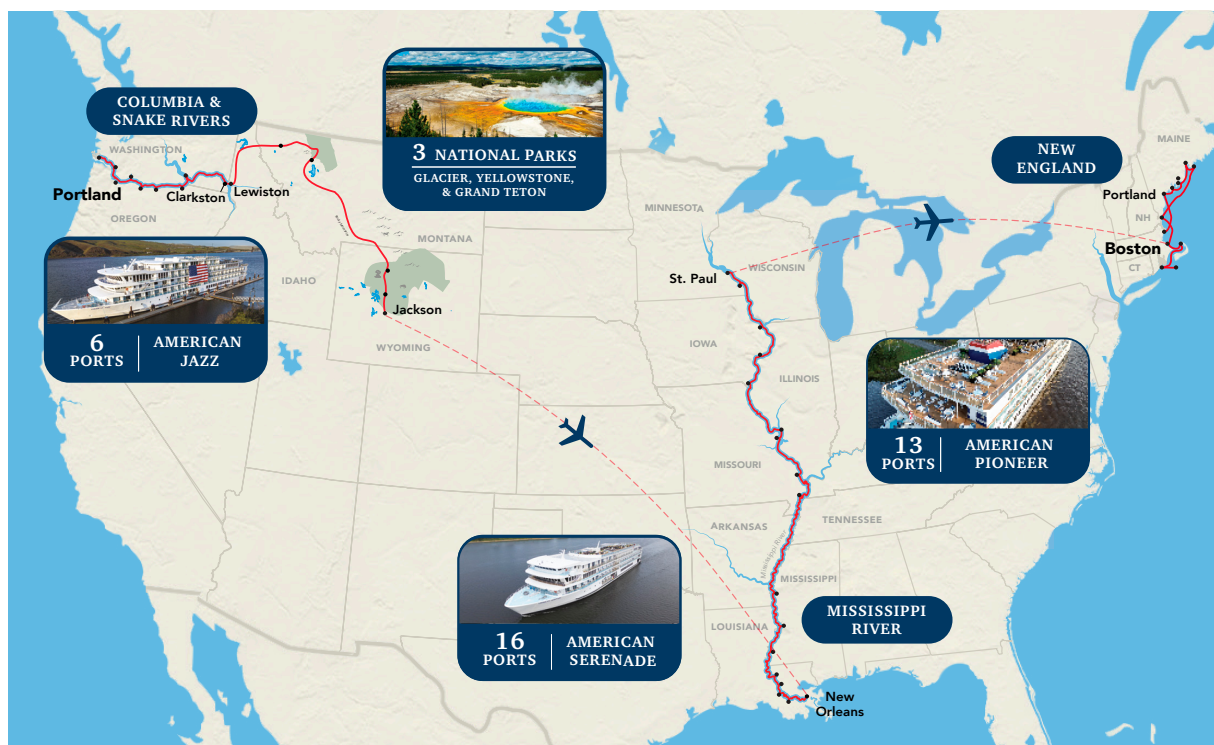 COLUMBIA &
SNAKE RIVERS
WASHINGTON
Portland
Clarkston
Lewiston
OREGON
3 NATIONAL PARKS
GLACIER, YELLOWSTONE,
& GRAND TETON
MONTANA
IDAHO
Jackson
WYOMING
6
PORTS
AMERICAN
JAZZ
MINNESOTA
St. Paul
WISCONSIN
IOWA
ILLINOIS
MISSOURI
ARKANSAS
TENNESSEE
Mississippi River
MISSISSIPPI
LOUISIANA
MISSISSIPPI
RIVER
New
Orleans
16
PORTS
AMERICAN
SERENADE
NEW
ENGLAND
MAINE
Portland
NH
Boston
CT
13
PORTS
AMERICAN
PIONEER